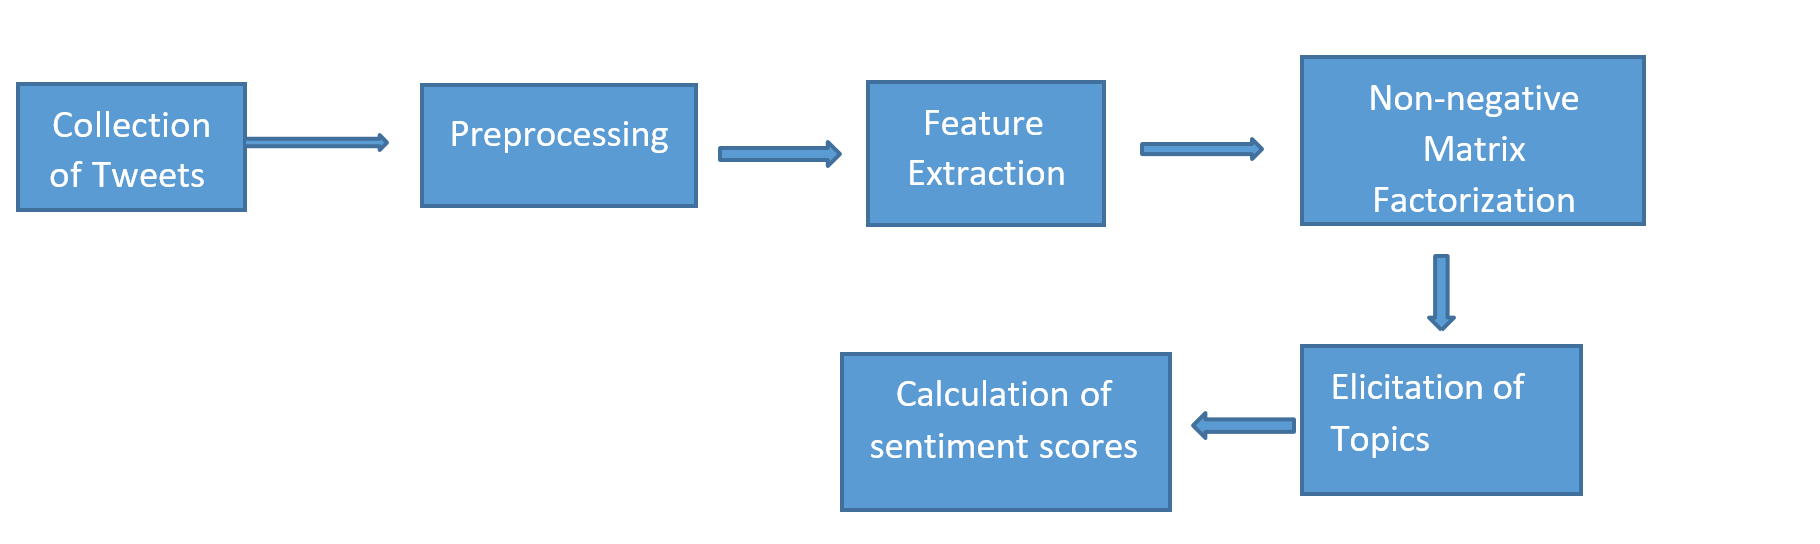 Collection
of Tweets
Preprocessing
Feature
Extraction
Non-negative
Matrix
Factorization
Elicitation of
Topics
Calculation of
sentiment scores